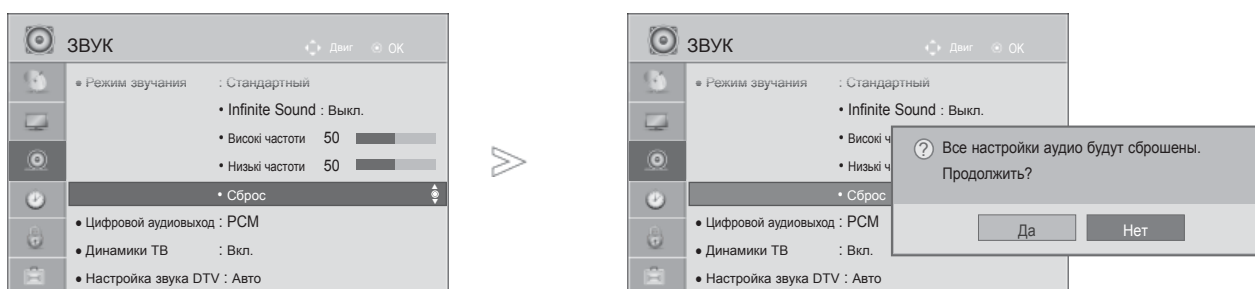 ЗВУК
Двиг OK
• Режим звучания : Стандартный
• Infinite Sound : Выкл.
• Високі частоти 50
• Низькі частоти 50
• Сброс
• Цифровой аудиовыход : PCM
• Динамики ТВ : Вкл.
• Настройка звука DTV : Авто
ЗВУК
Двиг OK
• Режим звучания : Стандартный
• Infinite Sound : Выкл.
• Високі ч
• Низькі ч
• Сброс
• Цифровой аудиовыход : PCM
• Динамики ТВ : Вкл.
• Настройка звука DTV : Авто
? Все настройки аудио будут сброшены.
Продолжить?
Да Нет